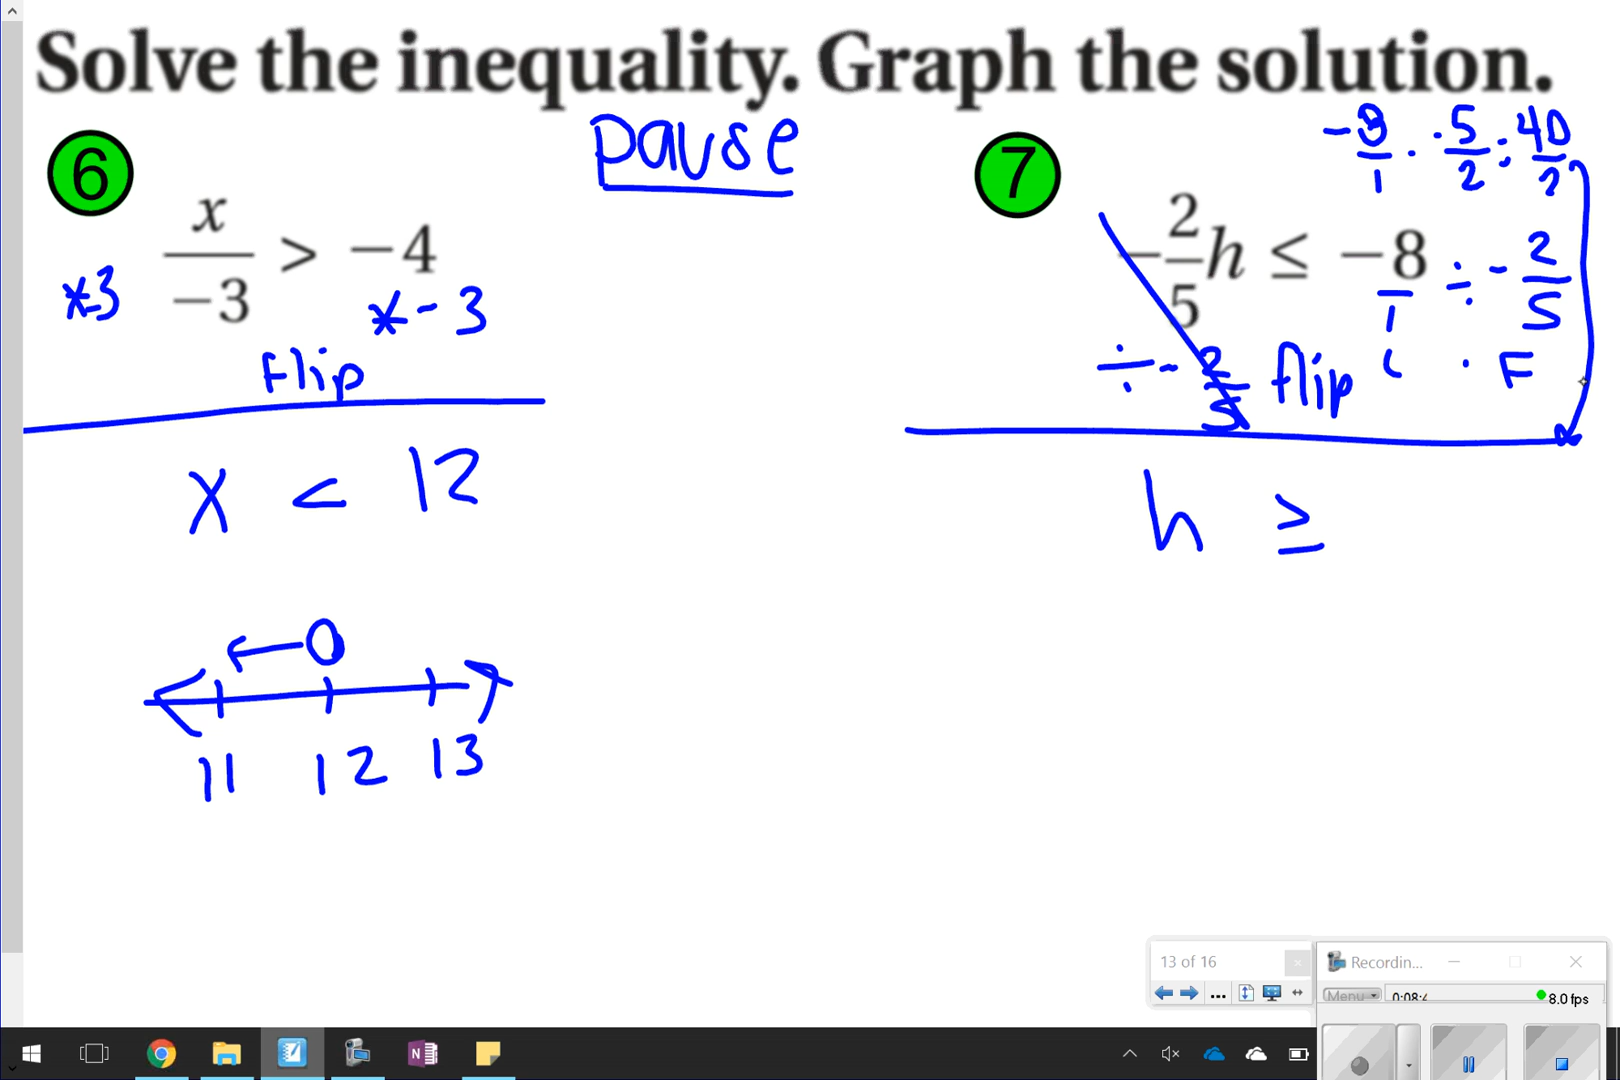 Solve the inequality. Graph the solution.
pause
6
x/-3 > -4
*-3 *-3
flip
x < 12
11 12 13
7
-8/1 · -5/2 = 40/2
-2/5 h ≤ -8/1 ÷ -2/5
÷ -2/5 flip L · F
h ≥
13 of 16
Recordin...
Menu
8.0 fps